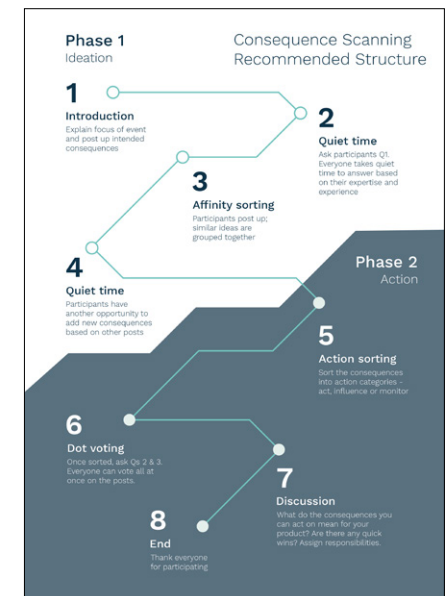 Phase 1
Ideation
Consequence Scanning
Recommended Structure
1
Introduction
Explain focus of event
and post up intended
consequences
2
Quiet time
Ask participants Q1.
Everyone takes quiet
time to answer based
on their expertise and
experience
3
Affinity sorting
Participants post up;
similar ideas are
grouped together
4
Quiet time
Participants have
another opportunity to
add new consequences
based on other posts
Phase 2
Action
5
Action sorting
Sort the consequences
into action categories -
act, influence or monitor
6
Dot voting
Once sorted, ask Qs 2 & 3.
Everyone can vote all at
once on the posts.
7
Discussion
What do the consequences you
can act on mean for your
product? Are there any quick
wins? Assign responsibilities.
8
End
Thank everyone
for participating